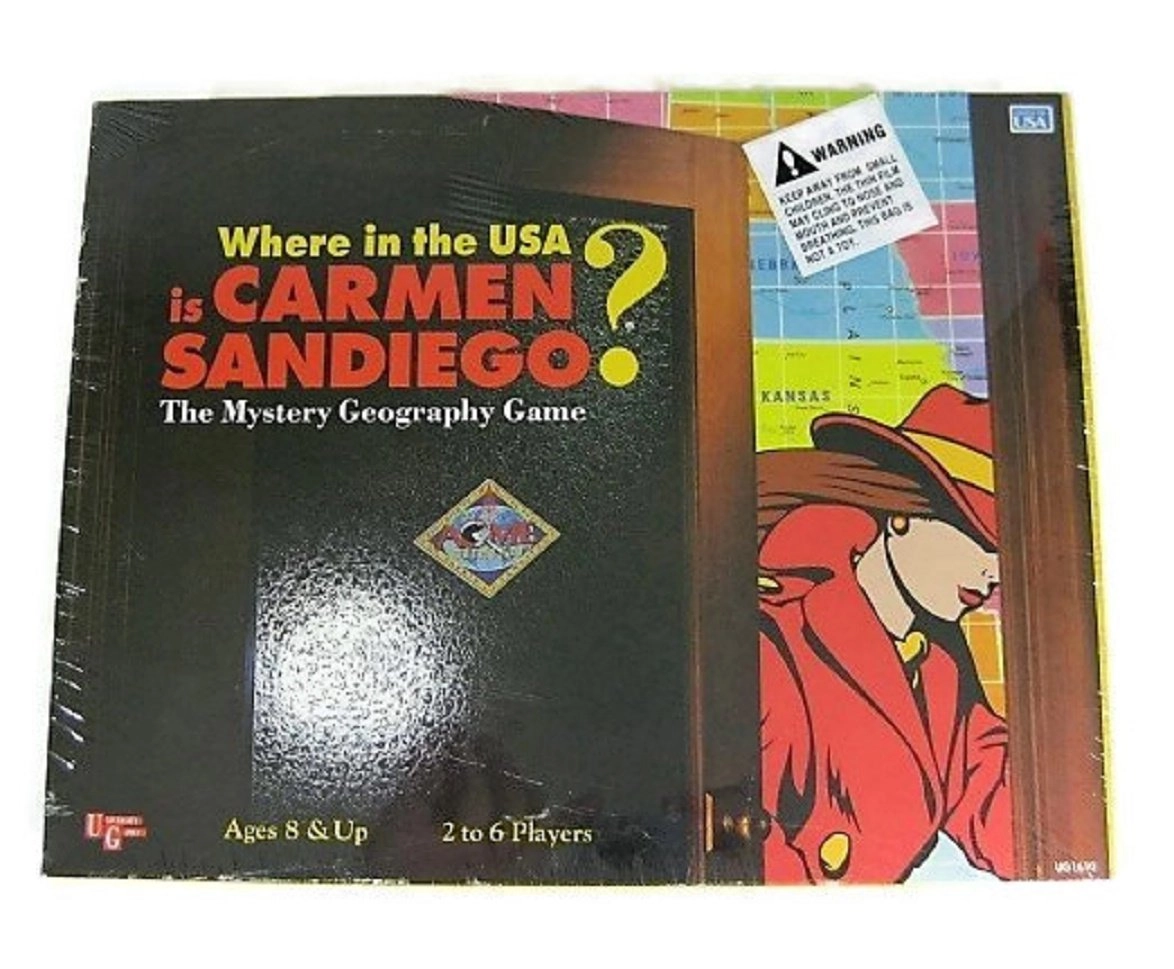 Where in the USA
is CARMEN
SANDIEGO?
The Mystery Geography Game
ACME
Ages 8 & Up
2 to 6 Players
UG
USA
WARNING
KEEP AWAY FROM SMALL
CHILDREN. THE THIN FILM
MAY CLING TO NOSE AND
MOUTH AND PREVENT
BREATHING. THIS BAG IS
NOT A TOY.
KANSAS